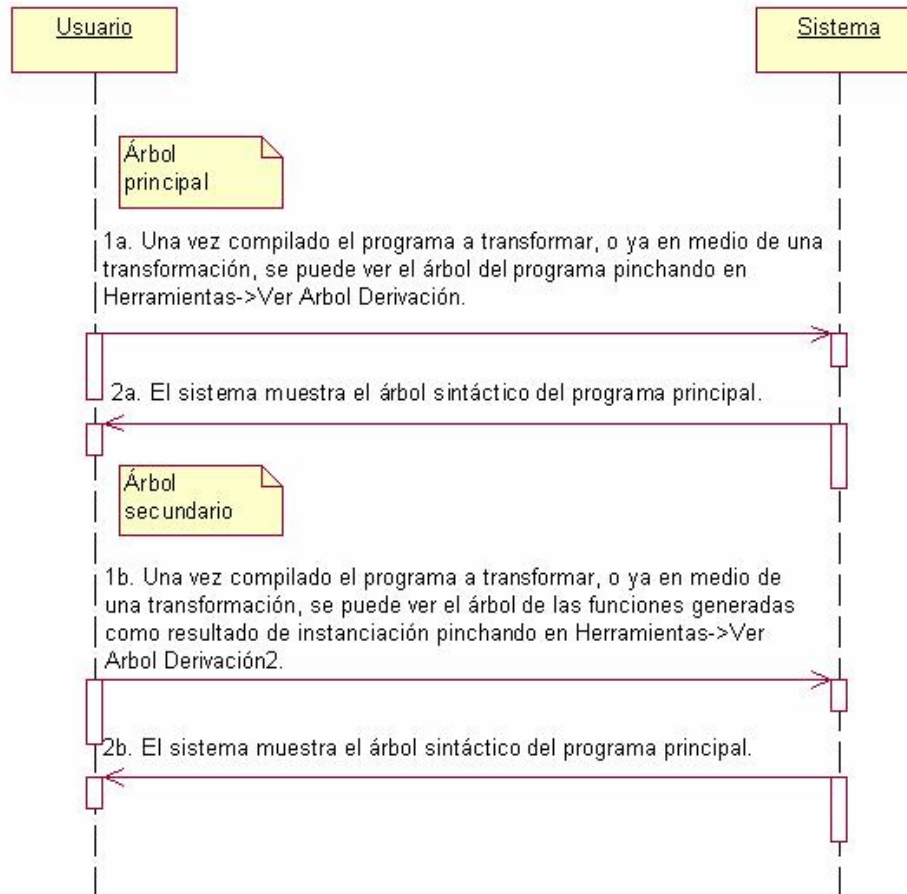 Usuario
Sistema
Árbol
principal
1a. Una vez compilado el programa a transformar, o ya en medio de una
transformación, se puede ver el árbol del programa pinchando en
Herramientas->Ver Arbol Derivación.
2a. El sistema muestra el árbol sintáctico del programa principal.
Árbol
secundario
1b. Una vez compilado el programa a transformar, o ya en medio de
una transformación, se puede ver el árbol de las funciones generadas
como resultado de instanciación pinchando en Herramientas->Ver
Arbol Derivación2.
2b. El sistema muestra el árbol sintáctico del programa principal.